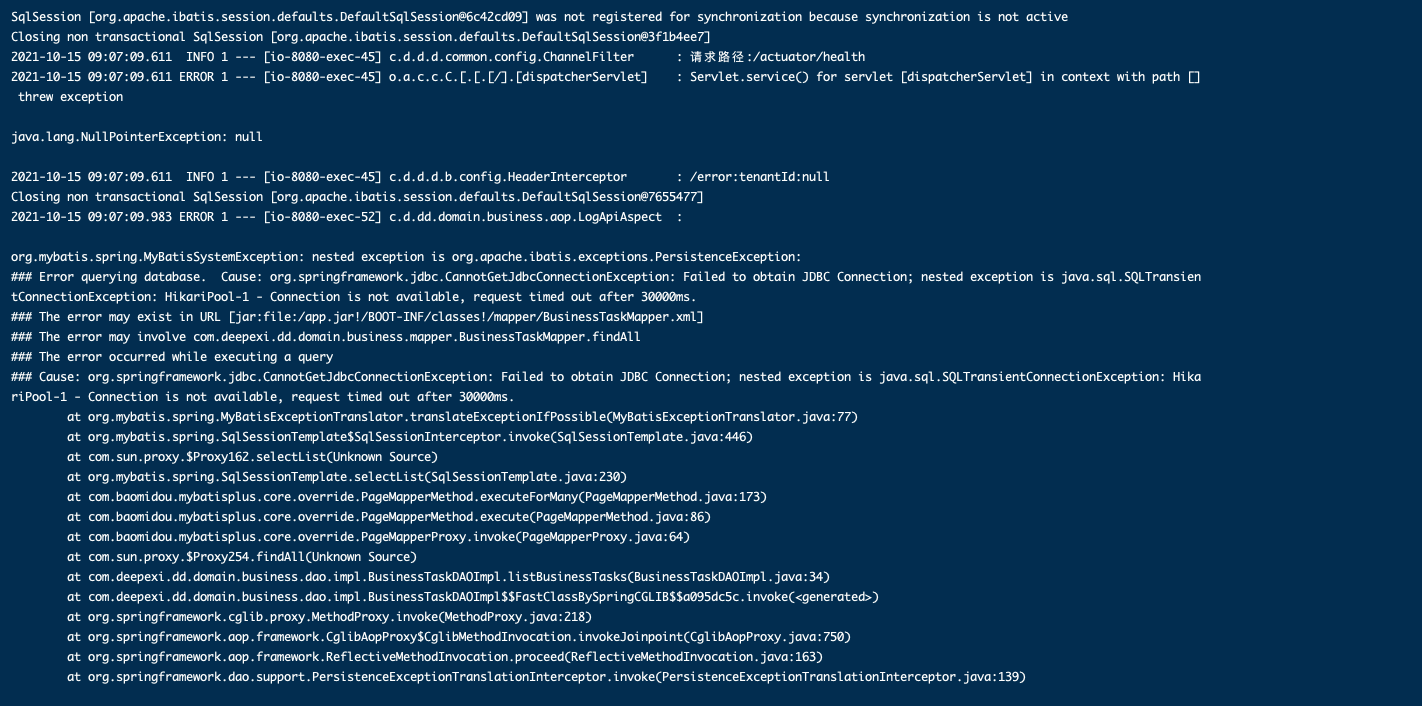 SqlSession [org.apache.ibatis.session.defaults.DefaultSqlSession@6c42cd09] was not registered for synchronization because synchronization is not active
Closing non transactional SqlSession [org.apache.ibatis.session.defaults.DefaultSqlSession@3f1b4ee7]
2021-10-15 09:07:09.611  INFO 1 --- [io-8080-exec-45] c.d.d.d.common.config.ChannelFilter      : 请求路径:/actuator/health
2021-10-15 09:07:09.611 ERROR 1 --- [io-8080-exec-45] o.a.c.c.C.[.[.[/].[dispatcherServlet]    : Servlet.service() for servlet [dispatcherServlet] in context with path []
 threw exception
java.lang.NullPointerException: null
2021-10-15 09:07:09.611  INFO 1 --- [io-8080-exec-45] c.d.d.d.b.config.HeaderInterceptor       : /error:tenantId:null
Closing non transactional SqlSession [org.apache.ibatis.session.defaults.DefaultSqlSession@7655477]
2021-10-15 09:07:09.983 ERROR 1 --- [io-8080-exec-52] c.d.dd.domain.business.aop.LogApiAspect  :
org.mybatis.spring.MyBatisSystemException: nested exception is org.apache.ibatis.exceptions.PersistenceException:
### Error querying database.  Cause: org.springframework.jdbc.CannotGetJdbcConnectionException: Failed to obtain JDBC Connection; nested exception is java.sql.SQLTransien
tConnectionException: HikariPool-1 - Connection is not available, request timed out after 30000ms.
### The error may exist in URL [jar:file:/app.jar!/BOOT-INF/classes!/mapper/BusinessTaskMapper.xml]
### The error may involve com.deepexi.dd.domain.business.mapper.BusinessTaskMapper.findAll
### The error occurred while executing a query
### Cause: org.springframework.jdbc.CannotGetJdbcConnectionException: Failed to obtain JDBC Connection; nested exception is java.sql.SQLTransientConnectionException: Hika
riPool-1 - Connection is not available, request timed out after 30000ms.
        at org.mybatis.spring.MyBatisExceptionTranslator.translateExceptionIfPossible(MyBatisExceptionTranslator.java:77)
        at org.mybatis.spring.SqlSessionTemplate$SqlSessionInterceptor.invoke(SqlSessionTemplate.java:446)
        at com.sun.proxy.$Proxy162.selectList(Unknown Source)
        at org.mybatis.spring.SqlSessionTemplate.selectList(SqlSessionTemplate.java:230)
        at com.baomidou.mybatisplus.core.override.PageMapperMethod.executeForMany(PageMapperMethod.java:173)
        at com.baomidou.mybatisplus.core.override.PageMapperMethod.execute(PageMapperMethod.java:86)
        at com.baomidou.mybatisplus.core.override.PageMapperProxy.invoke(PageMapperProxy.java:64)
        at com.sun.proxy.$Proxy254.findAll(Unknown Source)
        at com.deepexi.dd.domain.business.dao.impl.BusinessTaskDAOImpl.listBusinessTasks(BusinessTaskDAOImpl.java:34)
        at com.deepexi.dd.domain.business.dao.impl.BusinessTaskDAOImpl$$FastClassBySpringCGLIB$$a095dc5c.invoke(<generated>)
        at org.springframework.cglib.proxy.MethodProxy.invoke(MethodProxy.java:218)
        at org.springframework.aop.framework.CglibAopProxy$CglibMethodInvocation.invokeJoinpoint(CglibAopProxy.java:750)
        at org.springframework.aop.framework.ReflectiveMethodInvocation.proceed(ReflectiveMethodInvocation.java:163)
        at org.springframework.dao.support.PersistenceExceptionTranslationInterceptor.invoke(PersistenceExceptionTranslationInterceptor.java:139)